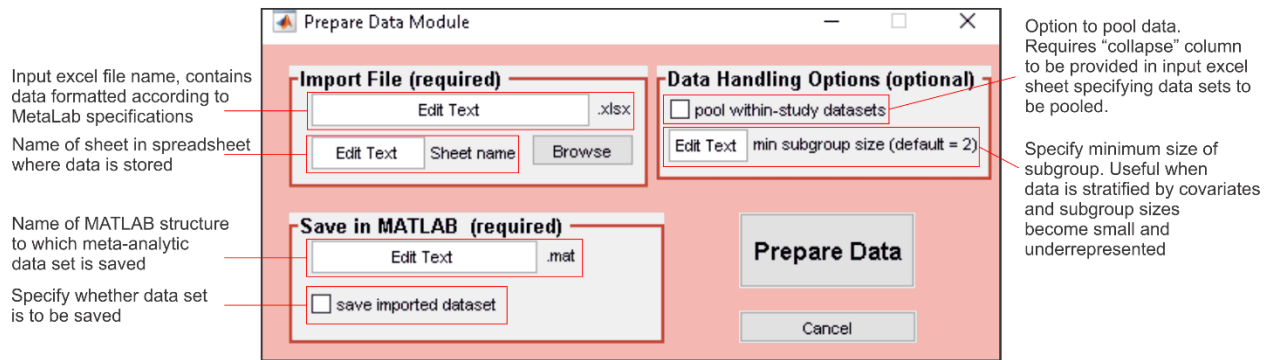 Prepare Data Module
Input excel file name, contains
data formatted according to
MetaLab specifications
Name of sheet in spreadsheet
where data is stored
Name of MATLAB structure
to which meta-analytic
data set is saved
Specify whether data set
is to be saved
Import File (required)
Edit Text .xlsx
Edit Text Sheet name Browse
Save in MATLAB (required)
Edit Text .mat
save imported dataset
Data Handling Options (optional)
pool within-study datasets
Edit Text min subgroup size (default = 2)
Prepare Data
Cancel
Option to pool data.
Requires “collapse” column
to be provided in input excel
sheet specifying data sets to
be pooled.
Specify minimum size of
subgroup. Useful when
data is stratified by covariates
and subgroup sizes
become small and
underrepresented